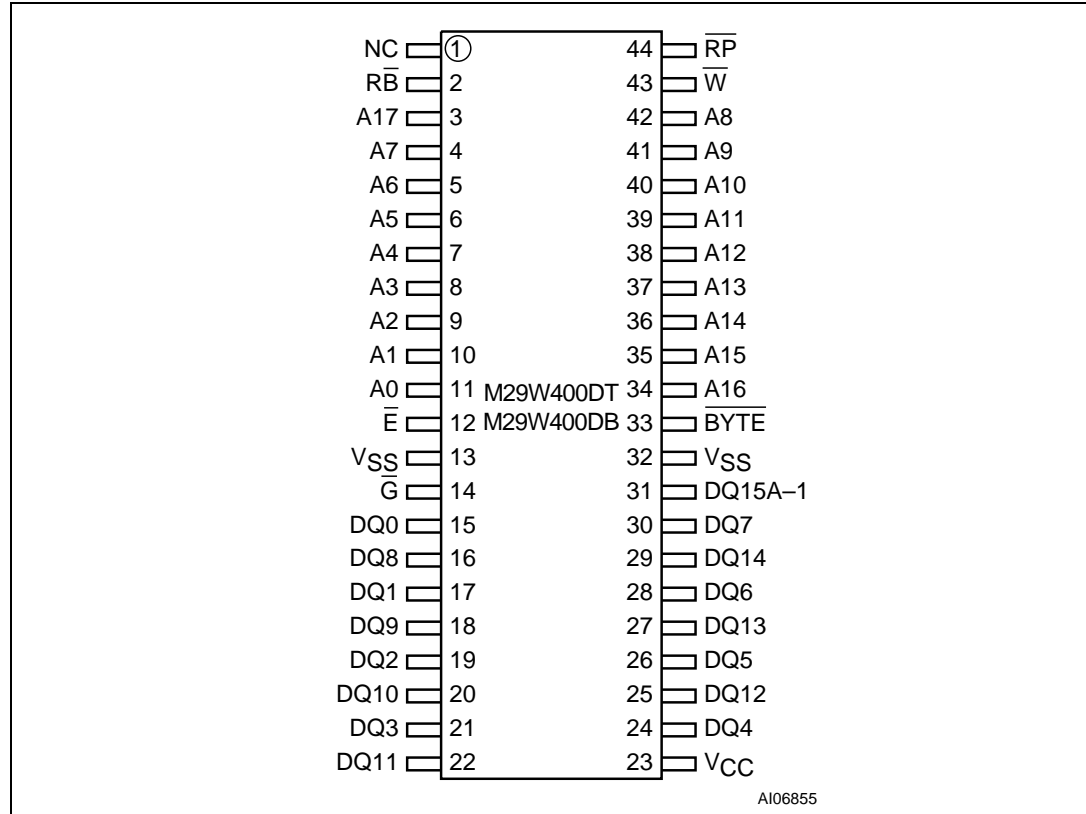 NC 1 44 R̅P̅
RB̅ 2 43 W̅
A17 3 42 A8
A7 4 41 A9
A6 5 40 A10
A5 6 39 A11
A4 7 38 A12
A3 8 37 A13
A2 9 36 A14
A1 10 35 A15
A0 11 M29W400DT 34 A16
E̅ 12 M29W400DB 33 B̅Y̅T̅E̅
VSS 13 32 VSS
G̅ 14 31 DQ15A–1
DQ0 15 30 DQ7
DQ8 16 29 DQ14
DQ1 17 28 DQ6
DQ9 18 27 DQ13
DQ2 19 26 DQ5
DQ10 20 25 DQ12
DQ3 21 24 DQ4
DQ11 22 23 VCC
AI06855